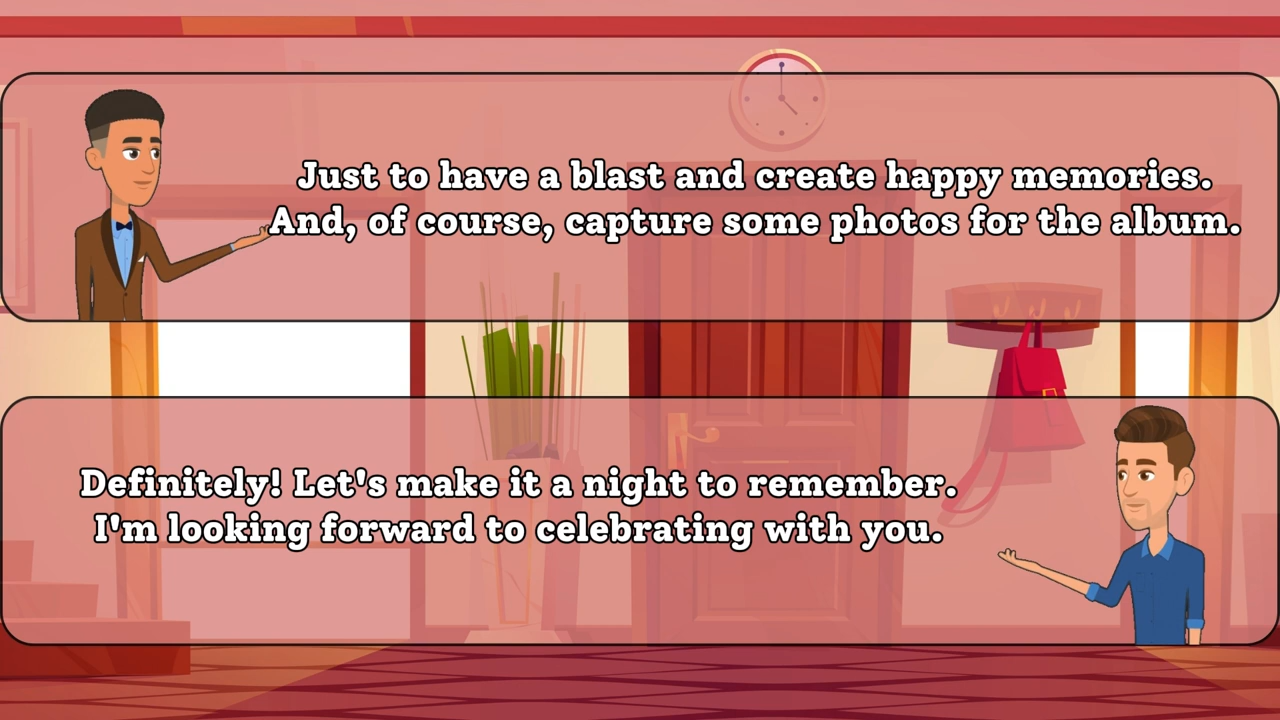 Just to have a blast and create happy memories.
And, of course, capture some photos for the album.
Definitely! Let's make it a night to remember.
I'm looking forward to celebrating with you.